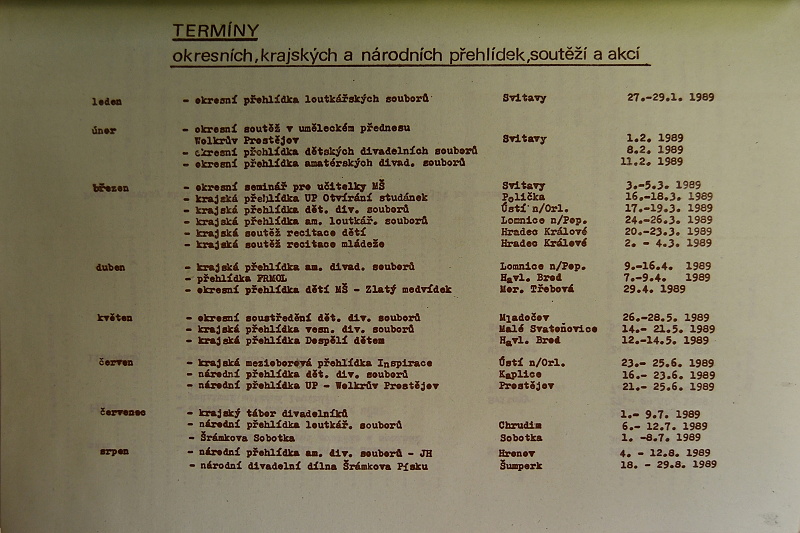 TERMÍNY
okresních, krajských a národních přehlídek, soutěží a akcí
leden - okresní přehlídka loutkářských souborů Svitavy 27.-29.1. 1989
únor - okresní soutěž v uměleckém přednesu
Wolkrův Prostějov Svitavy 1.2. 1989
- okresní přehlídka dětských divadelních souborů 8.2. 1989
- okresní přehlídka amatérských divad. souborů 11.2. 1989
březen - okresní seminář pro učitelky MŠ Svitavy 3.-5.3. 1989
- krajská přehlídka UP Otvírání studánek Polička 16.-18.3. 1989
- krajská přehlídka dět. div. souborů Ústí n/Orl. 17.-19.3. 1989
- krajská přehlídka am. loutkář. souborů Lomnice n/Pop. 24.-26.3. 1989
- krajská soutěž recitace dětí Hradec Králové 20.-23.3. 1989
- krajská soutěž recitace mládeže Hradec Králové 2. - 4.3. 1989
duben - krajská přehlídka am. divad. souborů Lomnice n/Pop. 9.-16.4. 1989
- přehlídka FRMOL Havl. Brod 7.-9.4. 1989
- okresní přehlídka dětí MŠ - Zlatý medvídek Mor. Třebová 29.4. 1989
květen - okresní soustředění dět. div. souborů Mladočov 26.-28.5. 1989
- krajská přehlídka vesn. div. souborů Malé Svatoňovice 14.- 21.5. 1989
- krajská přehlídka Dospělí dětem Havl. Brod 12.-14.5. 1989
červen - krajská mezioborová přehlídka Inspirace Ústí n/Orl. 23.- 25.6. 1989
- národní přehlídka dět. div. souborů Kaplice 16.- 23.6. 1989
- národní přehlídka UP - Wolkrův Prostějov Prostějov 21.- 25.6. 1989
červenec - krajský tábor divadelníků 1.- 9.7. 1989
- národní přehlídka loutkář. souborů Chrudim 6.- 12.7. 1989
- Šrámkova Sobotka Sobotka 1. -8.7. 1989
srpen - národní přehlídka am. div. souborů - JH Hronov 4. - 12.8. 1989
- národní divadelní dílna Šrámkova Písku Šumperk 18. - 29.8. 1989